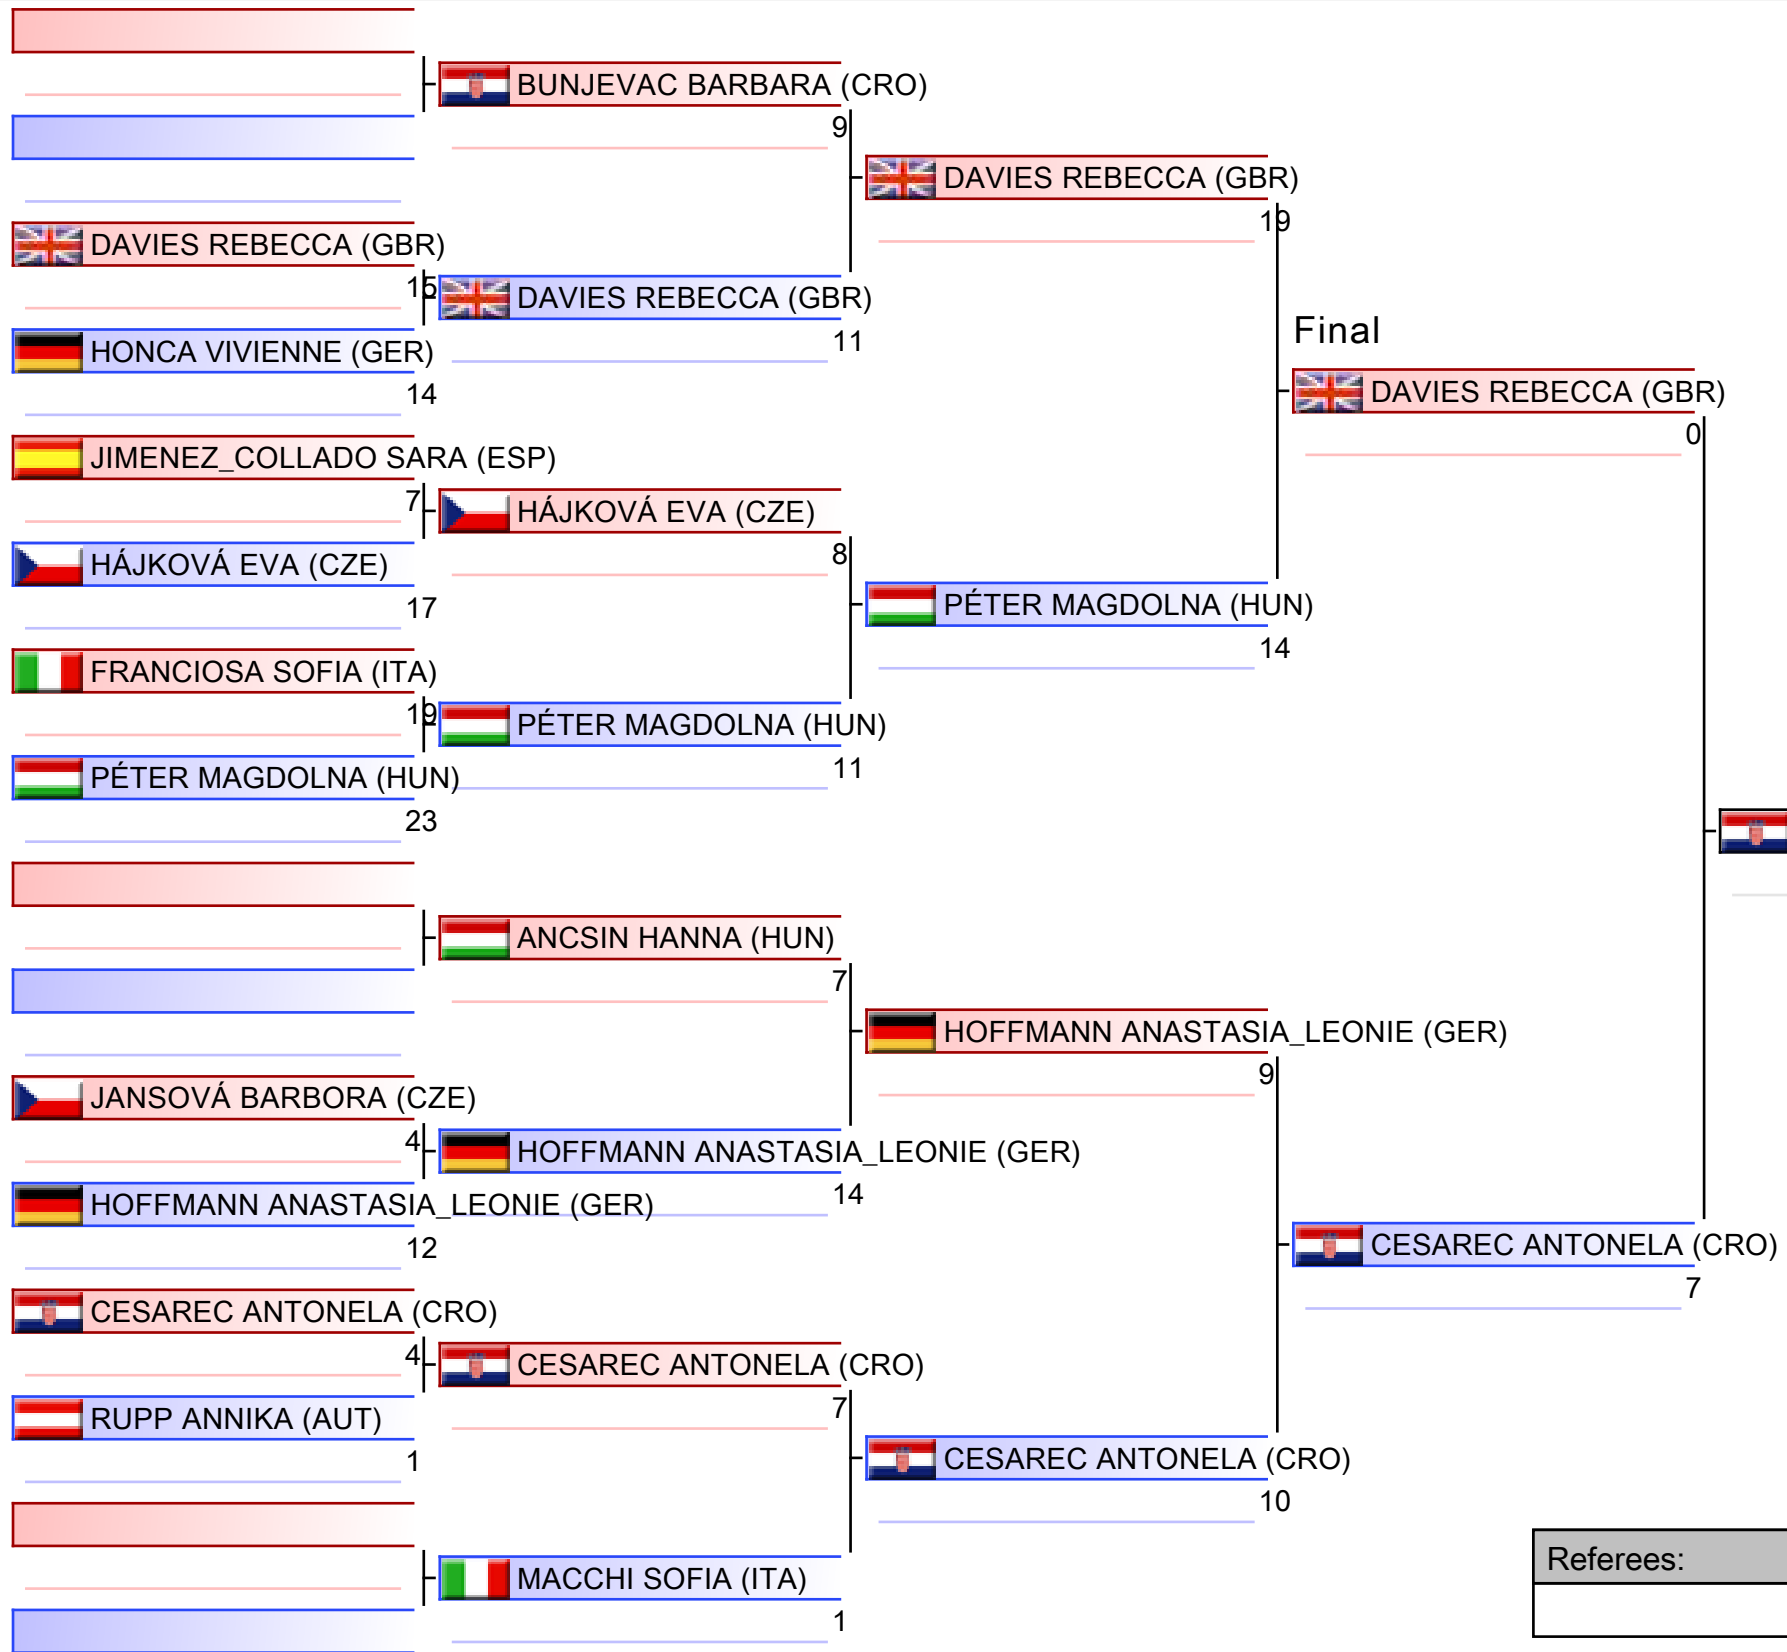 BUNJEVAC BARBARA (CRO)
9
DAVIES REBECCA (GBR)
19
DAVIES REBECCA (GBR)
15
DAVIES REBECCA (GBR)
11
HONCA VIVIENNE (GER)
14
Final
DAVIES REBECCA (GBR)
0
JIMENEZ_COLLADO SARA (ESP)
7
HÁJKOVÁ EVA (CZE)
8
HÁJKOVÁ EVA (CZE)
17
PÉTER MAGDOLNA (HUN)
14
FRANCIOSA SOFIA (ITA)
19
PÉTER MAGDOLNA (HUN)
11
PÉTER MAGDOLNA (HUN)
23
ANCSIN HANNA (HUN)
7
HOFFMANN ANASTASIA_LEONIE (GER)
9
JANSOVÁ BARBORA (CZE)
4
HOFFMANN ANASTASIA_LEONIE (GER)
14
HOFFMANN ANASTASIA_LEONIE (GER)
12
CESAREC ANTONELA (CRO)
7
CESAREC ANTONELA (CRO)
4
CESAREC ANTONELA (CRO)
7
RUPP ANNIKA (AUT)
1
CESAREC ANTONELA (CRO)
10
MACCHI SOFIA (ITA)
1
Referees: